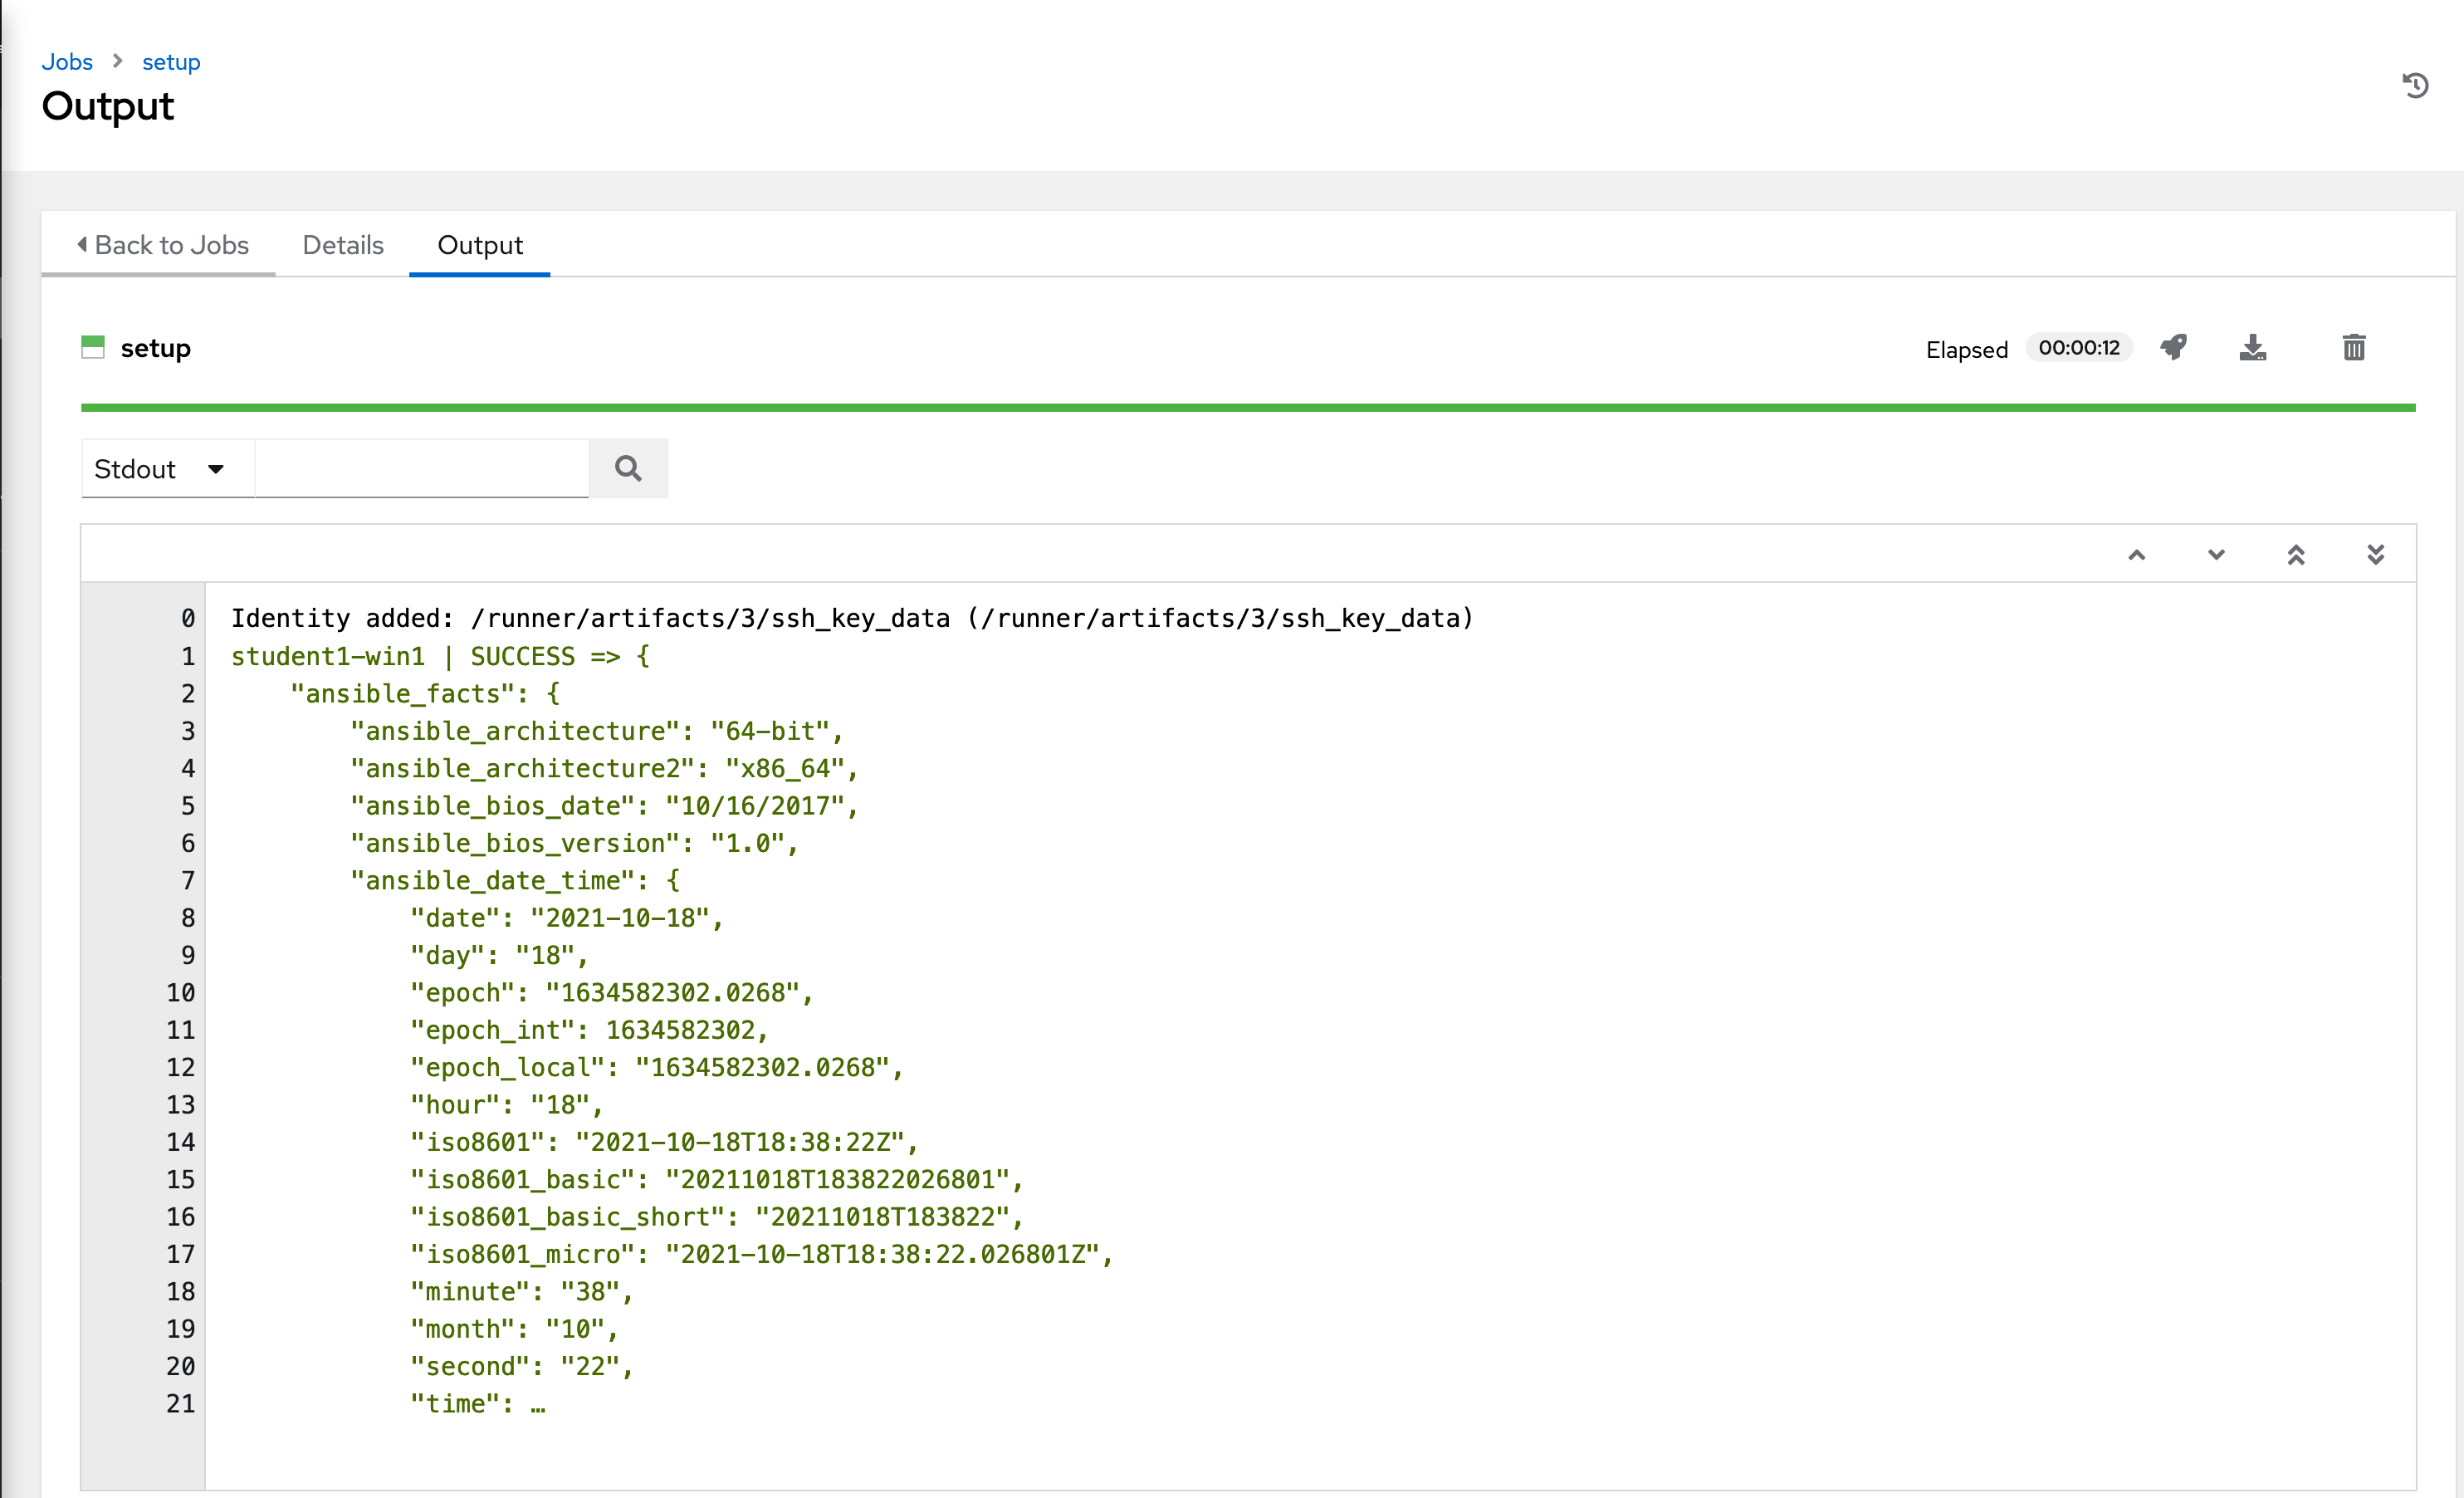 Jobs > setup
Output
Back to Jobs Details Output
setup Elapsed 00:00:12
Stdout
0 Identity added: /runner/artifacts/3/ssh_key_data (/runner/artifacts/3/ssh_key_data)
1 student1-win1 | SUCCESS => {
2     "ansible_facts": {
3         "ansible_architecture": "64-bit",
4         "ansible_architecture2": "x86_64",
5         "ansible_bios_date": "10/16/2017",
6         "ansible_bios_version": "1.0",
7         "ansible_date_time": {
8             "date": "2021-10-18",
9             "day": "18",
10             "epoch": "1634582302.0268",
11             "epoch_int": 1634582302,
12             "epoch_local": "1634582302.0268",
13             "hour": "18",
14             "iso8601": "2021-10-18T18:38:22Z",
15             "iso8601_basic": "20211018T183822026801",
16             "iso8601_basic_short": "20211018T183822",
17             "iso8601_micro": "2021-10-18T18:38:22.026801Z",
18             "minute": "38",
19             "month": "10",
20             "second": "22",
21             "time": …